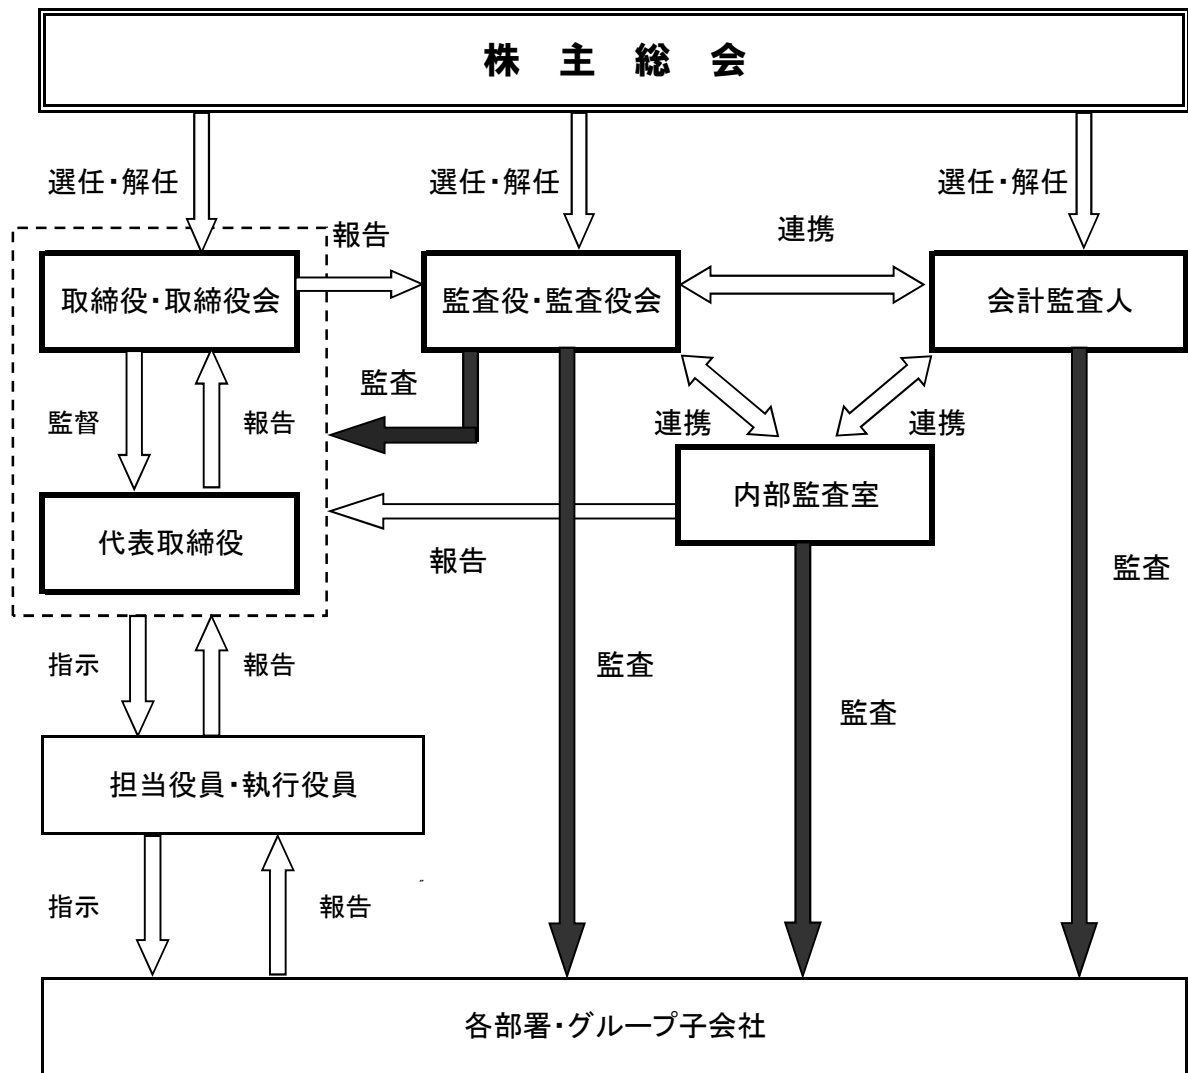 株 主 総 会
選任・解任
選任・解任
選任・解任
報告
連携
取締役・取締役会
監査役・監査役会
会計監査人
監査
監督
報告
連携
連携
内部監査室
代表取締役
報告
監査
指示
報告
監査
監査
担当役員・執行役員
指示
報告
各部署・グループ子会社